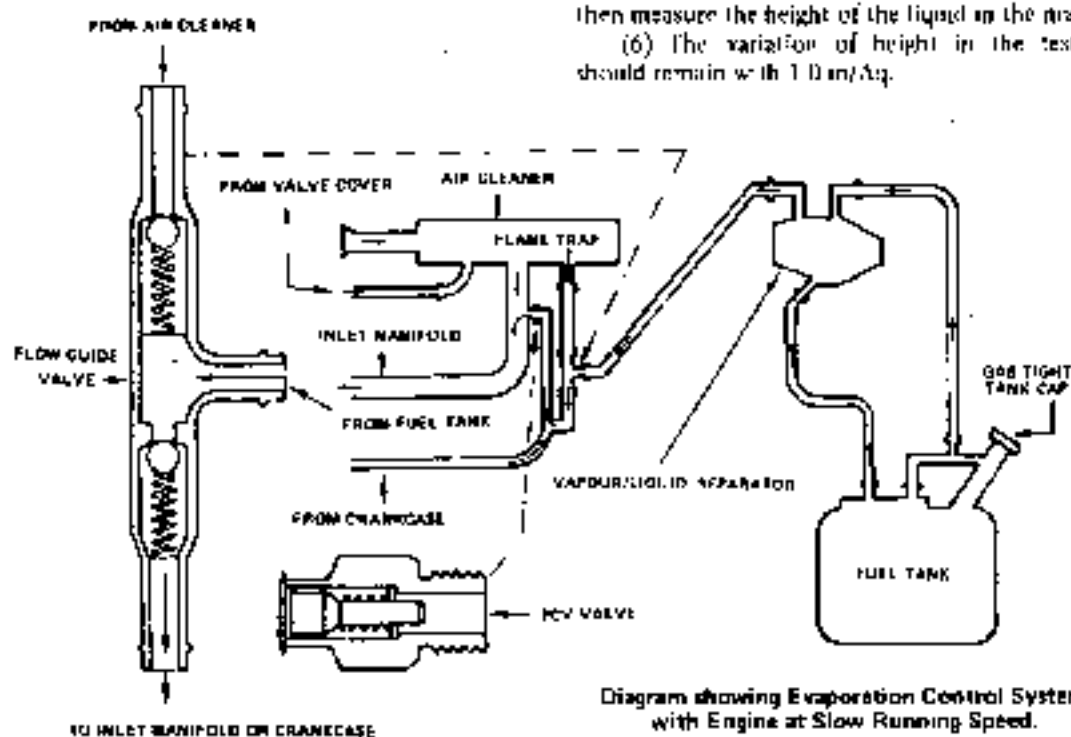 FROM AIR CLEANER
then measure the height of the liquid in the
(6) The variation of height in the
should remain with 1.0 in/Aq.
FROM VALVE COVER
AIR CLEANER
FLAME TRAP
INLET MANIFOLD
FLOW GUIDE
VALVE
GAS TIGHT
TANK CAP
FROM FUEL TANK
VAPOUR/LIQUID SEPARATOR
FROM CRANKCASE
FUEL TANK
PCV VALVE
Diagram showing Evaporation Control
with Engine at Slow Running Speed.
TO INLET MANIFOLD OR CRANKCASE